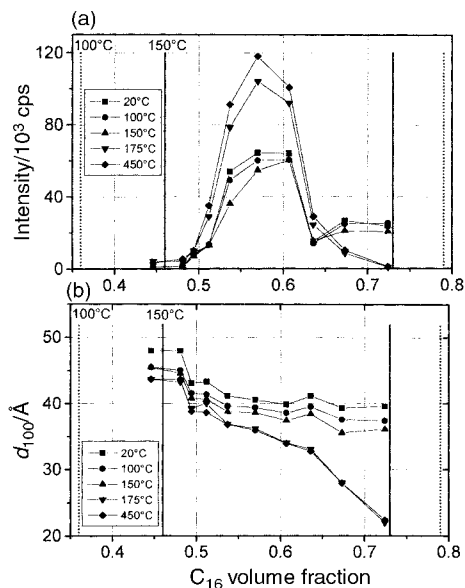 (a)
100°C 150°C
120
80
40
0
Intensity/10³ cps
20°C
100°C
150°C
175°C
450°C
0.4 0.5 0.6 0.7 0.8
(b)
100°C 150°C
50
40
30
20
d₁₀₀/Å
20°C
100°C
150°C
175°C
450°C
0.4 0.5 0.6 0.7 0.8
C₁₆ volume fraction